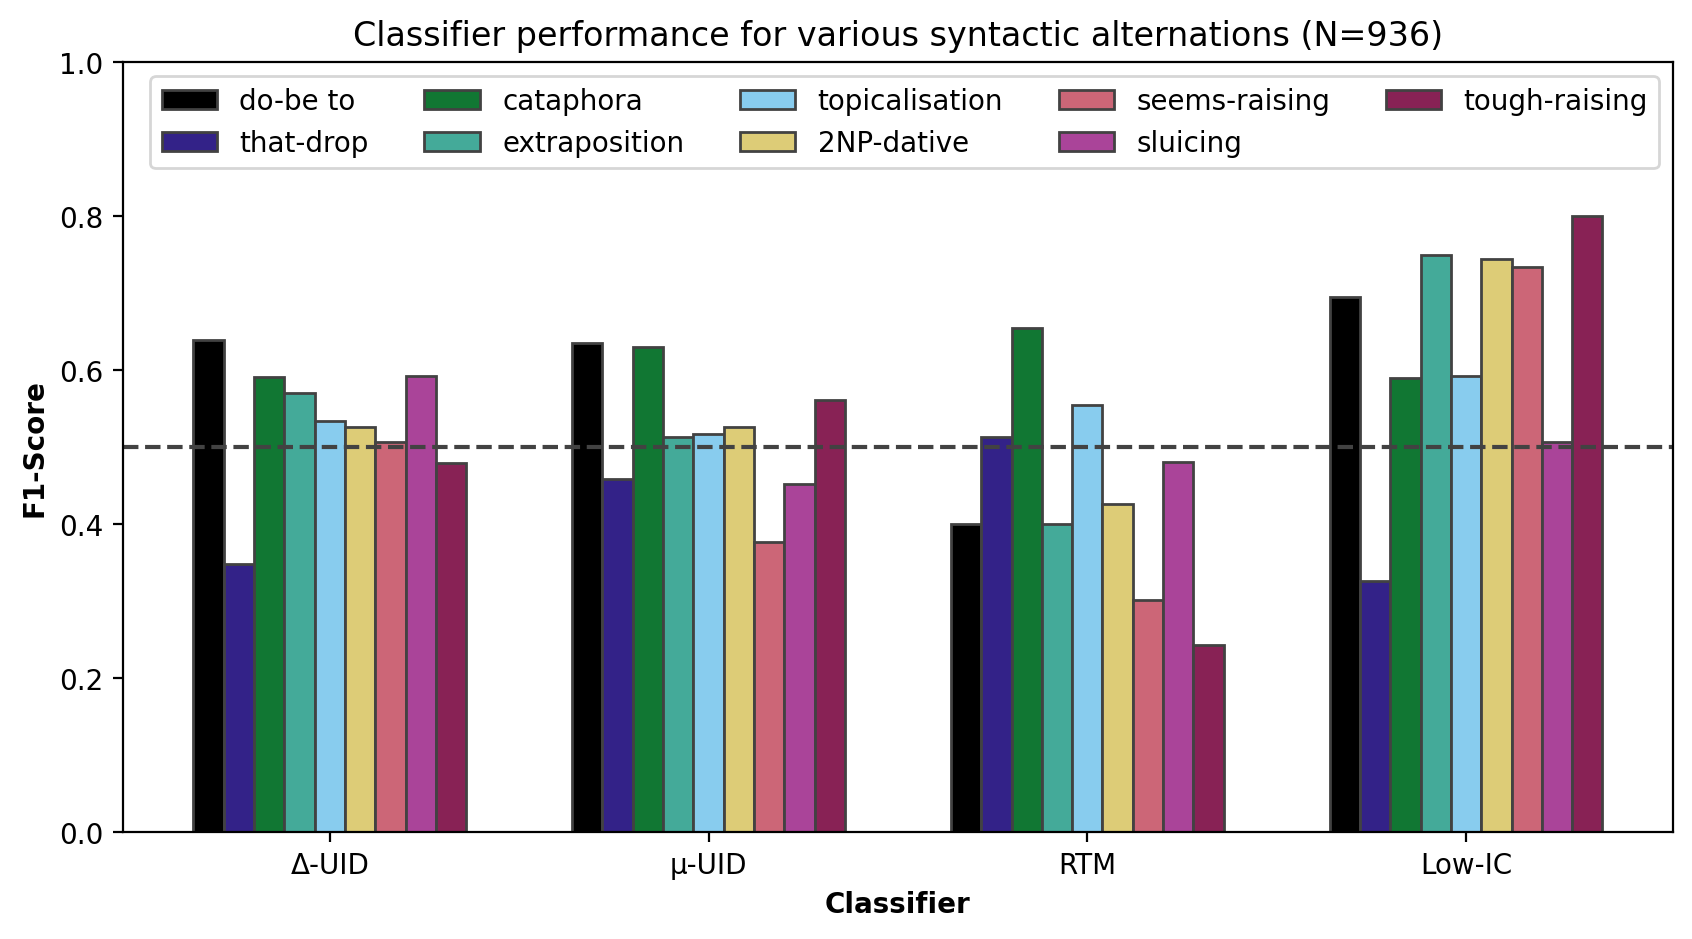 Classifier performance for various syntactic alternations (N=936)
do-be to
that-drop
cataphora
extraposition
topicalisation
2NP-dative
seems-raising
sluicing
tough-raising
F1-Score
1.0
0.8
0.6
0.4
0.2
0.0
Δ-UID
μ-UID
RTM
Low-IC
Classifier